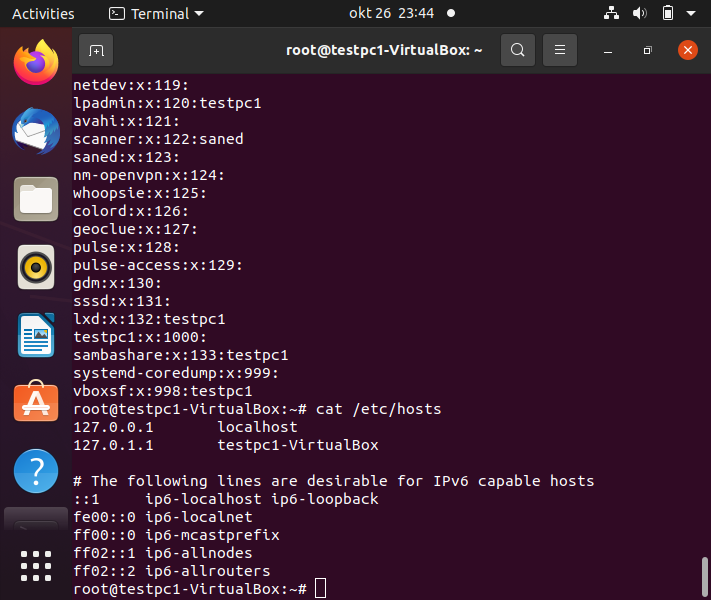 Activities
Terminal
okt 26 23:44
root@testpc1-VirtualBox: ~
netdev:x:119:
lpadmin:x:120:testpc1
avahi:x:121:
scanner:x:122:saned
saned:x:123:
nm-openvpn:x:124:
whoopsie:x:125:
colord:x:126:
geoclue:x:127:
pulse:x:128:
pulse-access:x:129:
gdm:x:130:
sssd:x:131:
lxd:x:132:testpc1
testpc1:x:1000:
sambashare:x:133:testpc1
systemd-coredump:x:999:
vboxsf:x:998:testpc1
root@testpc1-VirtualBox:~# cat /etc/hosts
127.0.0.1       localhost
127.0.1.1       testpc1-VirtualBox

# The following lines are desirable for IPv6 capable hosts
::1     ip6-localhost ip6-loopback
fe00::0 ip6-localnet
ff00::0 ip6-mcastprefix
ff02::1 ip6-allnodes
ff02::2 ip6-allrouters
root@testpc1-VirtualBox:~#